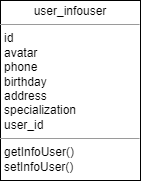 user_infouser
id
avatar
phone
birthday
address
specialization
user_id
getInfoUser()
setInfoUser()